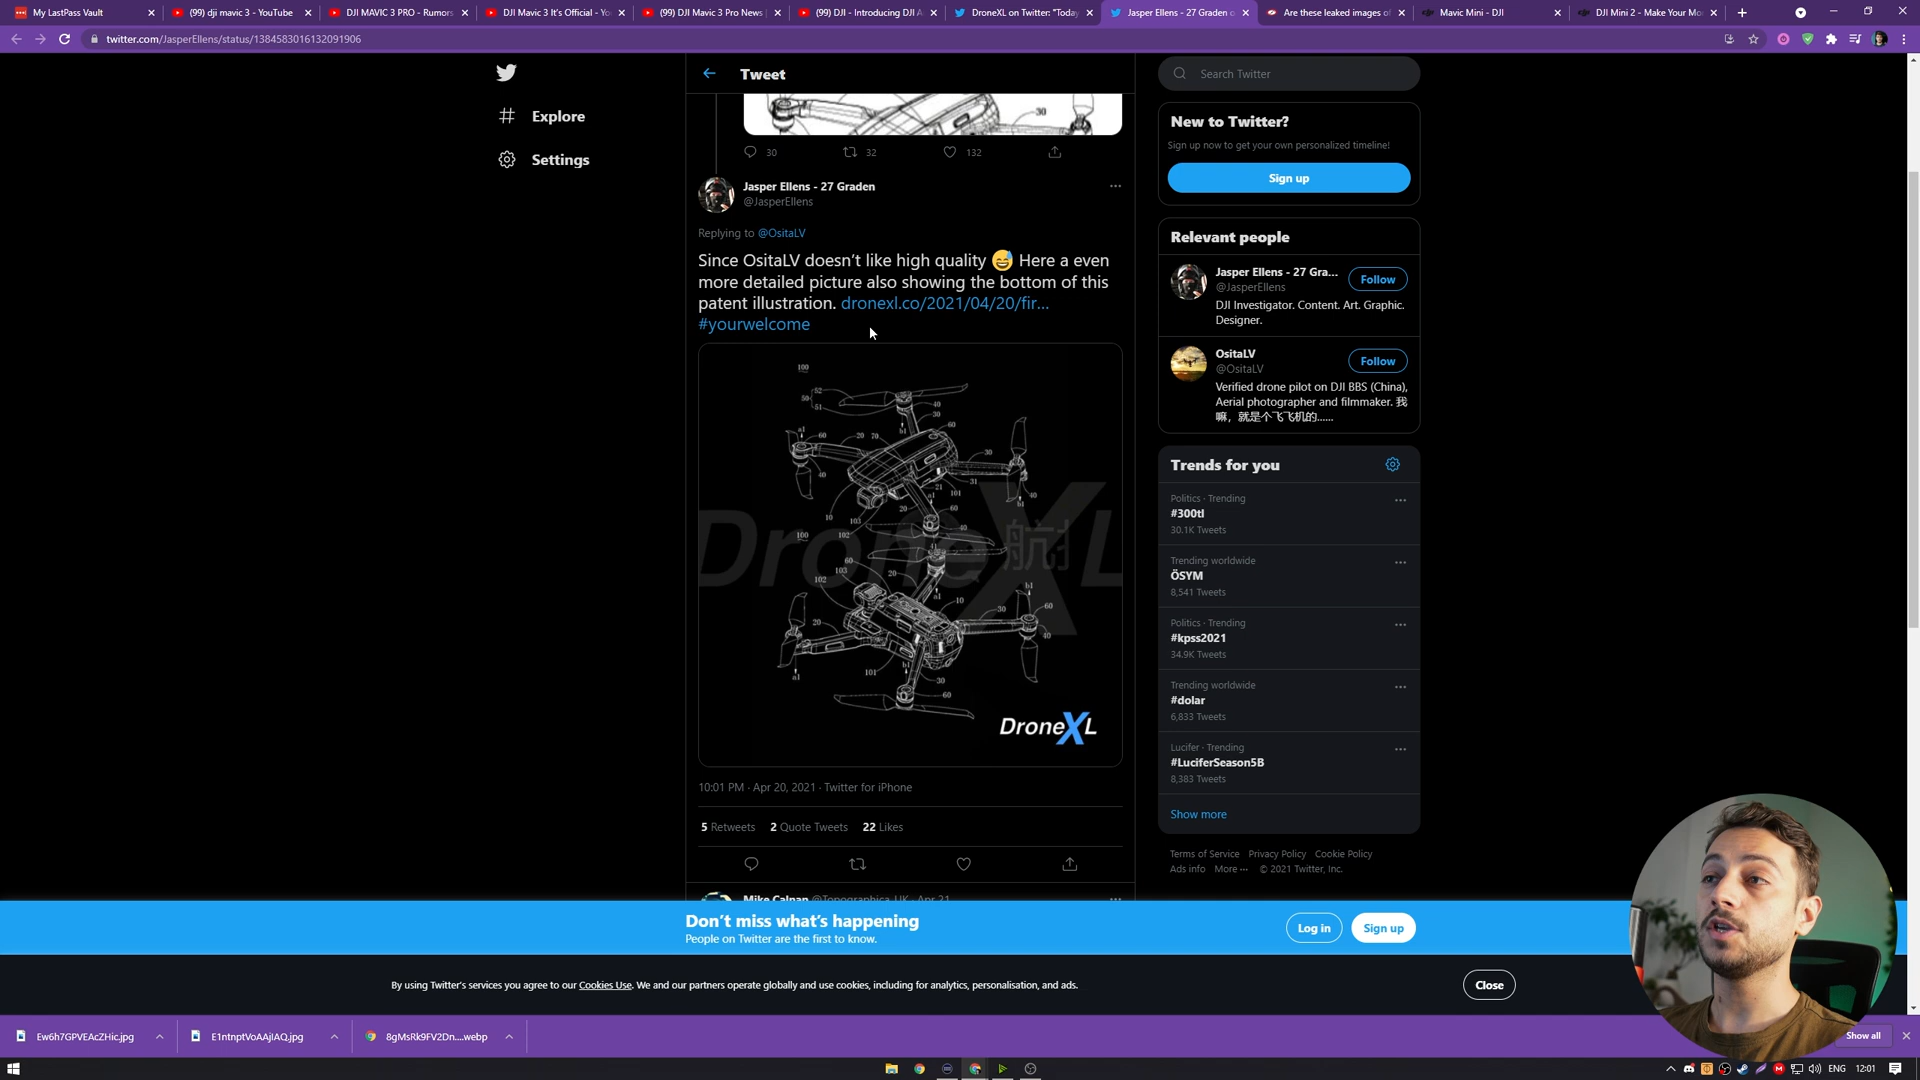 My LastPass Vault
(99) dji mavic 3 - YouTube
DJI MAVIC 3 PRO - Rumors
DJI Mavic 3 It's Official - Yo
(99) DJI Mavic 3 Pro News
(99) DJI - Introducing DJI A
DroneXL on Twitter: "Today
Jasper Ellens - 27 Graden o
Are these leaked images of
Mavic Mini - DJI
DJI Mini 2 - Make Your Mo
twitter.com/JasperEllens/status/1384583016132091906
Explore
Settings
Tweet
30
30
32
132
Jasper Ellens - 27 Graden
@JasperEllens
Replying to @OsitaLV
Since OsitaLV doesn't like high quality 😅 Here a even
more detailed picture also showing the bottom of this
patent illustration. dronexl.co/2021/04/20/fir...
#yourwelcome
DroneXL
10:01 PM · Apr 20, 2021 · Twitter for iPhone
5 Retweets 2 Quote Tweets 22 Likes
Mike Calnan @Topographica_UK · Apr 21
Search Twitter
New to Twitter?
Sign up now to get your own personalized timeline!
Sign up
Relevant people
Jasper Ellens - 27 Gra...
@JasperEllens
Follow
DJI Investigator. Content. Art. Graphic.
Designer.
OsitaLV
@OsitaLV
Follow
Verified drone pilot on DJI BBS (China),
Aerial photographer and filmmaker. 我
嘛，就是个飞飞机的......
Trends for you
Politics · Trending
#300tl
30.1K Tweets
Trending worldwide
ÖSYM
8,541 Tweets
Politics · Trending
#kpss2021
34.9K Tweets
Trending worldwide
#dolar
6,833 Tweets
Lucifer · Trending
#LuciferSeason5B
8,383 Tweets
Show more
Terms of Service Privacy Policy Cookie Policy
Ads info More ··· © 2021 Twitter, Inc.
Don't miss what's happening
People on Twitter are the first to know.
Log in
Sign up
By using Twitter's services you agree to our Cookies Use. We and our partners operate globally and use cookies, including for analytics, personalisation, and ads.
Close
Ew6h7GPVEAcZHic.jpg
E1ntnptVoAAjIAQ.jpg
8gMsRk9FV2Dn....webp
Show all
ENG
12:01